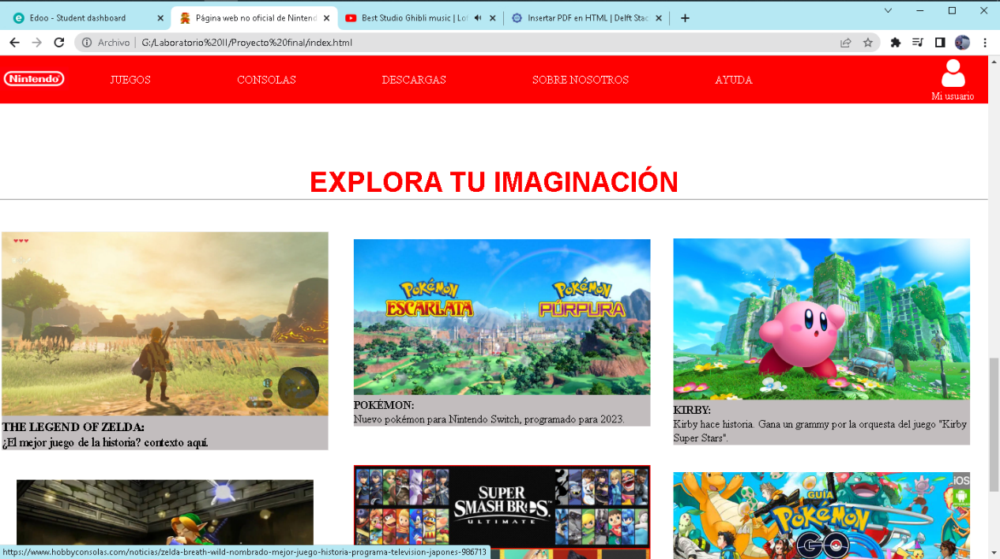 Edoo - Student dashboard
Página web no oficial de Nintend
Best Studio Ghibli music | Lof
Insertar PDF en HTML | Delft Stac
Archivo
G:/Laboratorio%20II/Proyecto%20final/index.html
Nintendo
JUEGOS
CONSOLAS
DESCARGAS
SOBRE NOSOTROS
AYUDA
Mi usuario
EXPLORA TU IMAGINACIÓN
POKÉMON
ESCARLATA
POKÉMON
PÚRPURA
THE LEGEND OF ZELDA:
¿El mejor juego de la historia? contexto aquí.
POKÉMON:
Nuevo pokémon para Nintendo Switch, programado para 2023.
KIRBY:
Kirby hace historia. Gana un grammy por la orquesta del juego "Kirby
Super Stars".
SUPER
SMASH BROS.
ULTIMATE
iOS
GUÍA
POKÉMON
GO
https://www.hobbyconsolas.com/noticias/zelda-breath-wild-nombrado-mejor-juego-historia-programa-television-japones-986713